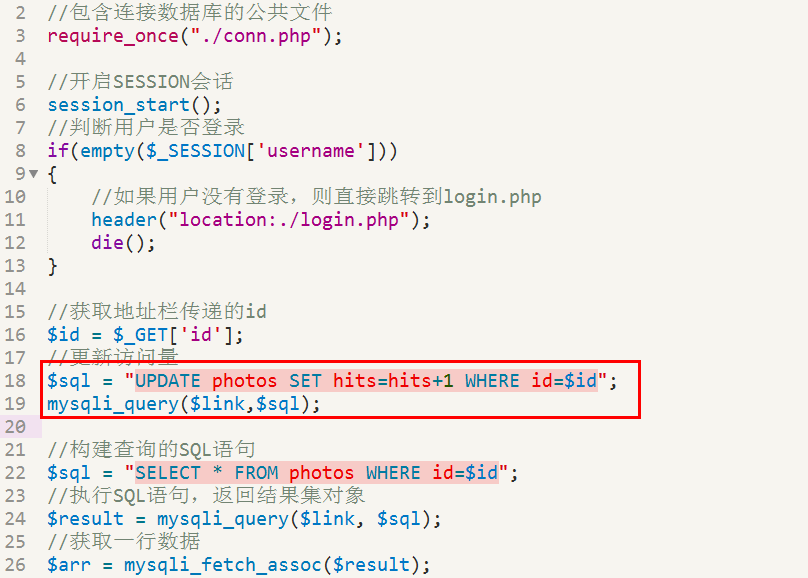 2 //包含连接数据库的公共文件
3 require_once("./conn.php");
4
5 //开启SESSION会话
6 session_start();
7 //判断用户是否登录
8 if(empty($_SESSION['username']))
9 {
10 //如果用户没有登录，则直接跳转到login.php
11 header("location:./login.php");
12 die();
13 }
14
15 //获取地址栏传递的id
16 $id = $_GET['id'];
17 //更新访问量
18 $sql = "UPDATE photos SET hits=hits+1 WHERE id=$id";
19 mysqli_query($link,$sql);
20
21 //构建查询的SQL语句
22 $sql = "SELECT * FROM photos WHERE id=$id";
23 //执行SQL语句，返回结果集对象
24 $result = mysqli_query($link, $sql);
25 //获取一行数据
26 $arr = mysqli_fetch_assoc($result);